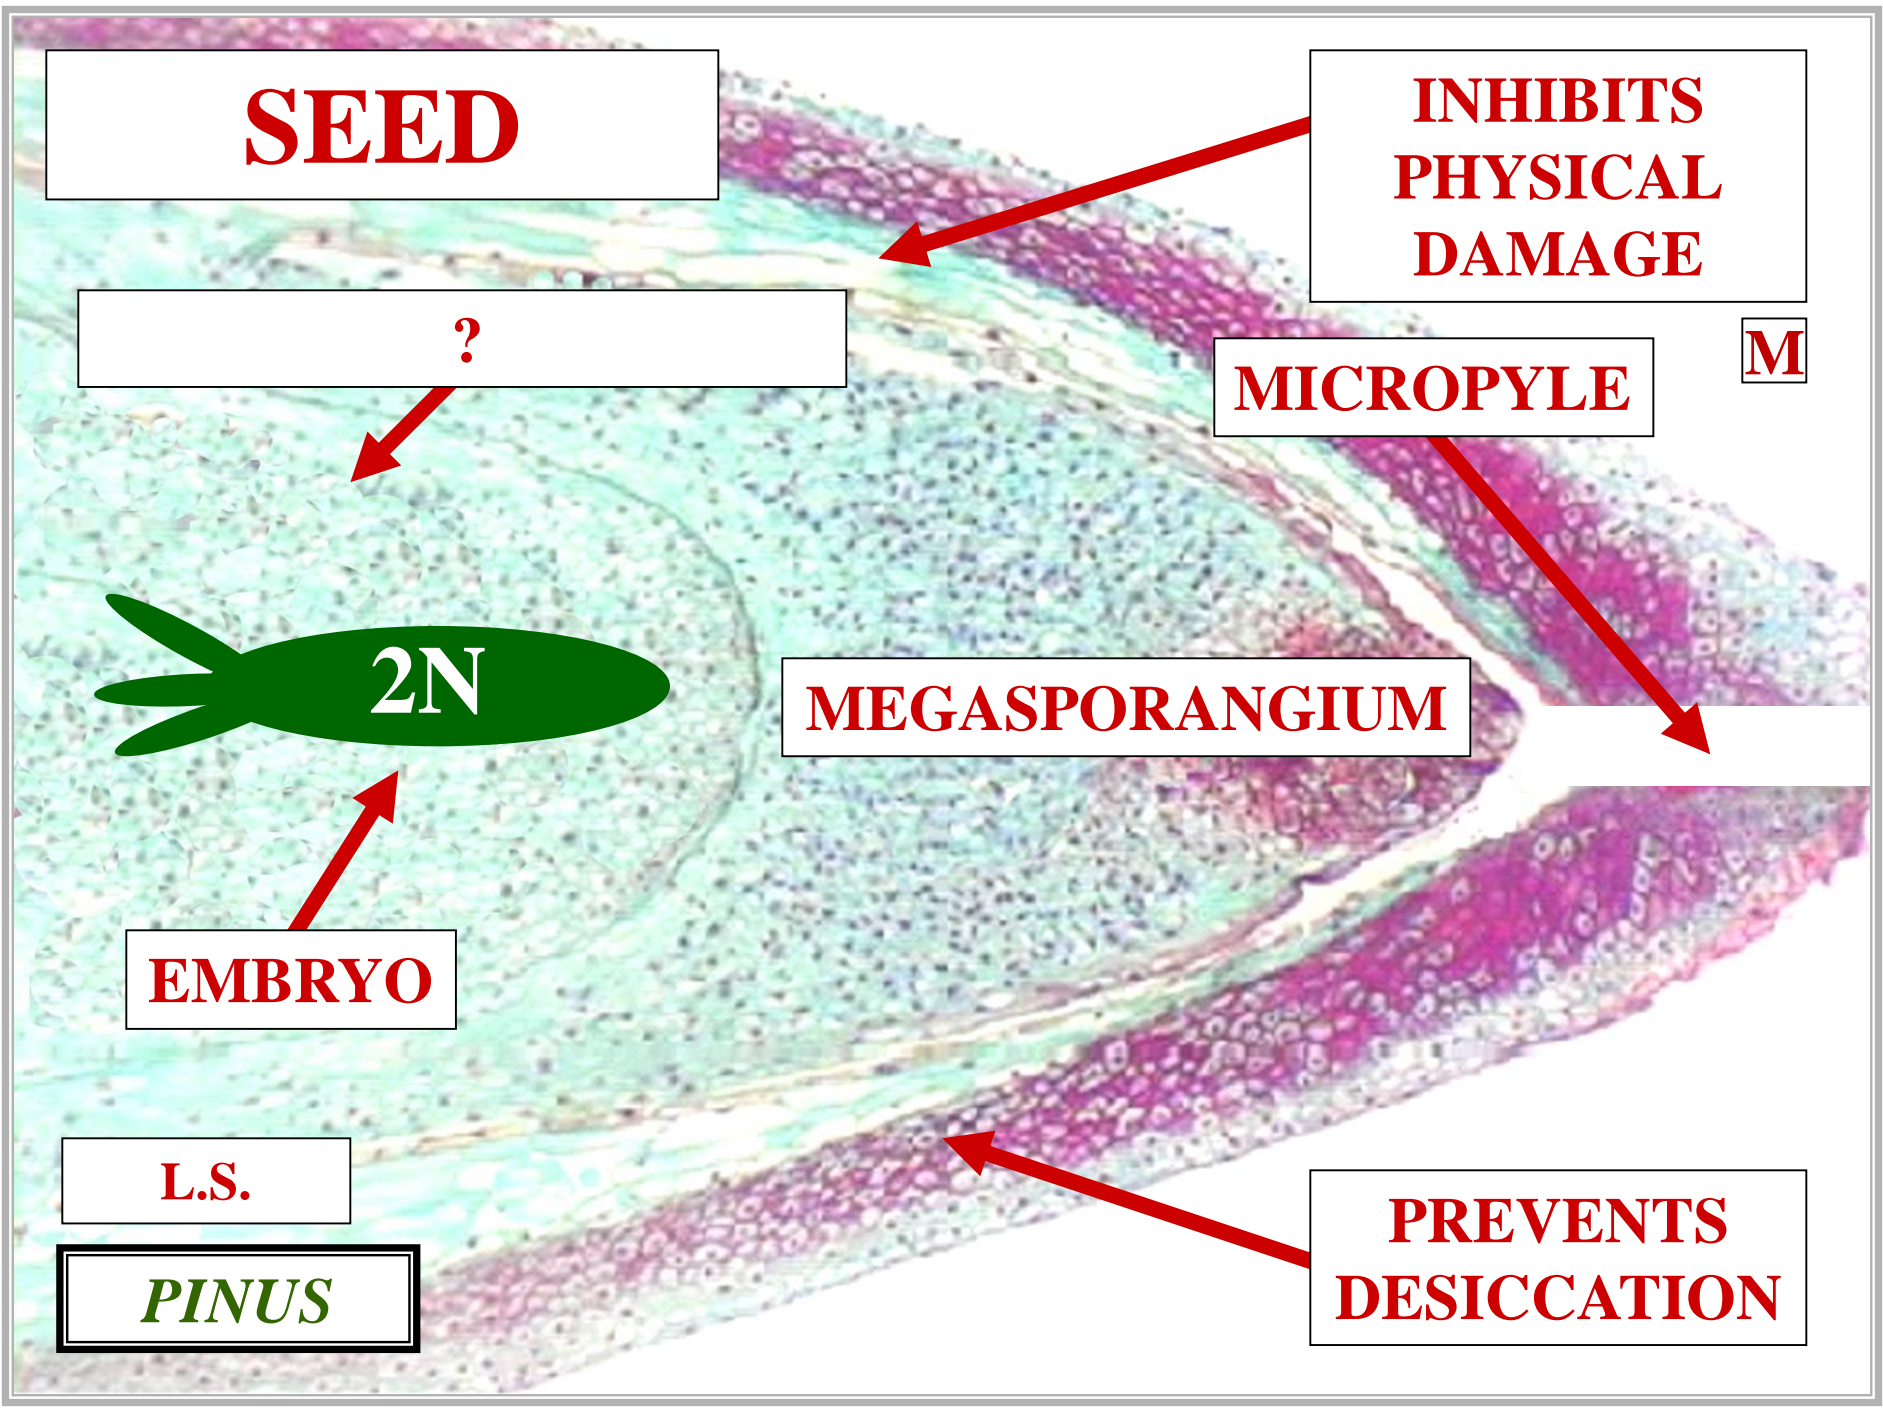 SEED
INHIBITS
PHYSICAL
DAMAGE
?
M
MICROPYLE
2N
MEGASPORANGIUM
EMBRYO
L.S.
PINUS
PREVENTS
DESICCATION